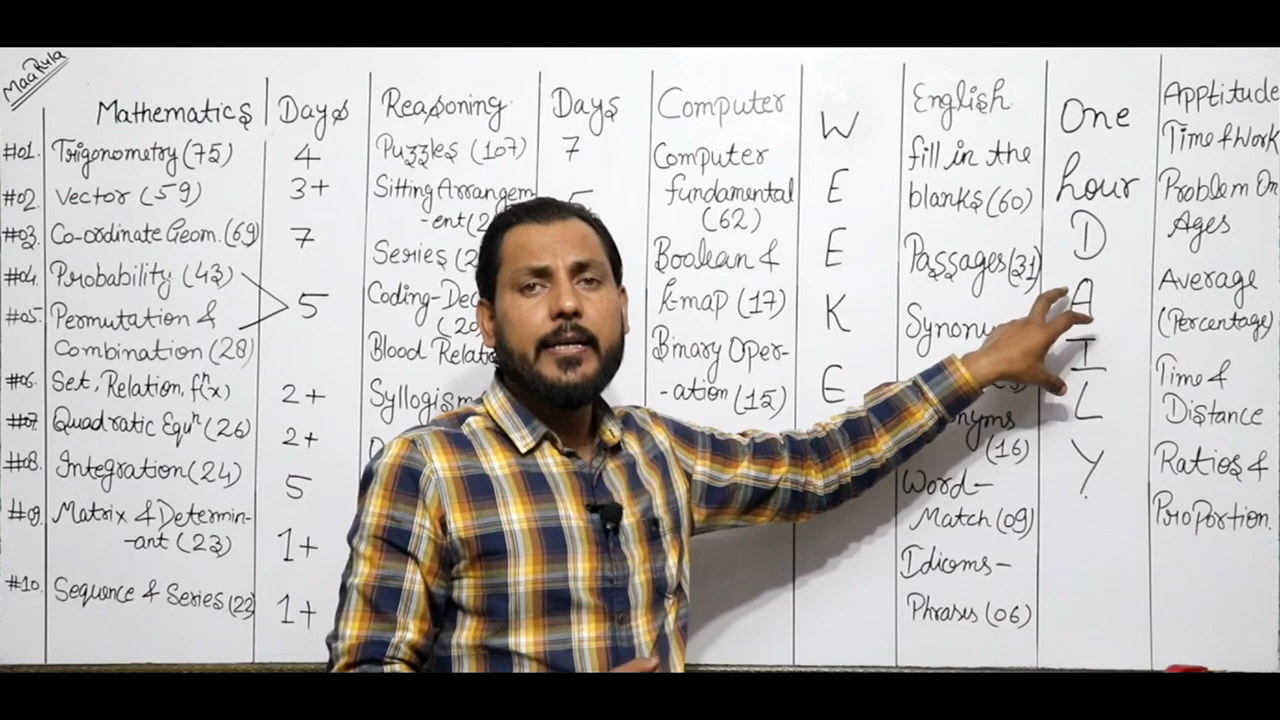 MaaRula
Mathematics
#01. Trigonometry (75)
#02. Vector (59)
#03. Co-ordinate Geom. (69)
#04. Probability (43)
#05. Permutation &
Combination (28)
#06. Set, Relation, fⁿ(x)
#07. Quadratic Equⁿ (26)
#08. Integration (24)
#09. Matrix & Determin-
-ant (23)
#10. Sequence & Series (22)
Days
4
3+
7
5
2+
2+
5
1+
1+
Reasoning
Puzzles (107)
Sitting Arrangem-
-ent (2
Series (2
Coding-Dec
(20
Blood Relat
Syllogism
Days
7
Computer
Computer
fundamental
(62)
Boolean &
k-map (17)
Binary Oper-
-ation (15)
W
E
E
K
E
English
fill in the
blanks (60)
Passages (31)
Synony
nyms
(16)
Word-
Match (09)
Idioms-
Phrases (06)
One
hour
D
A
I
L
Y
Apptitude
Time & Work
Problem On
Ages
Average
(Percentage)
Time &
Distance
Ratios &
Proportion.